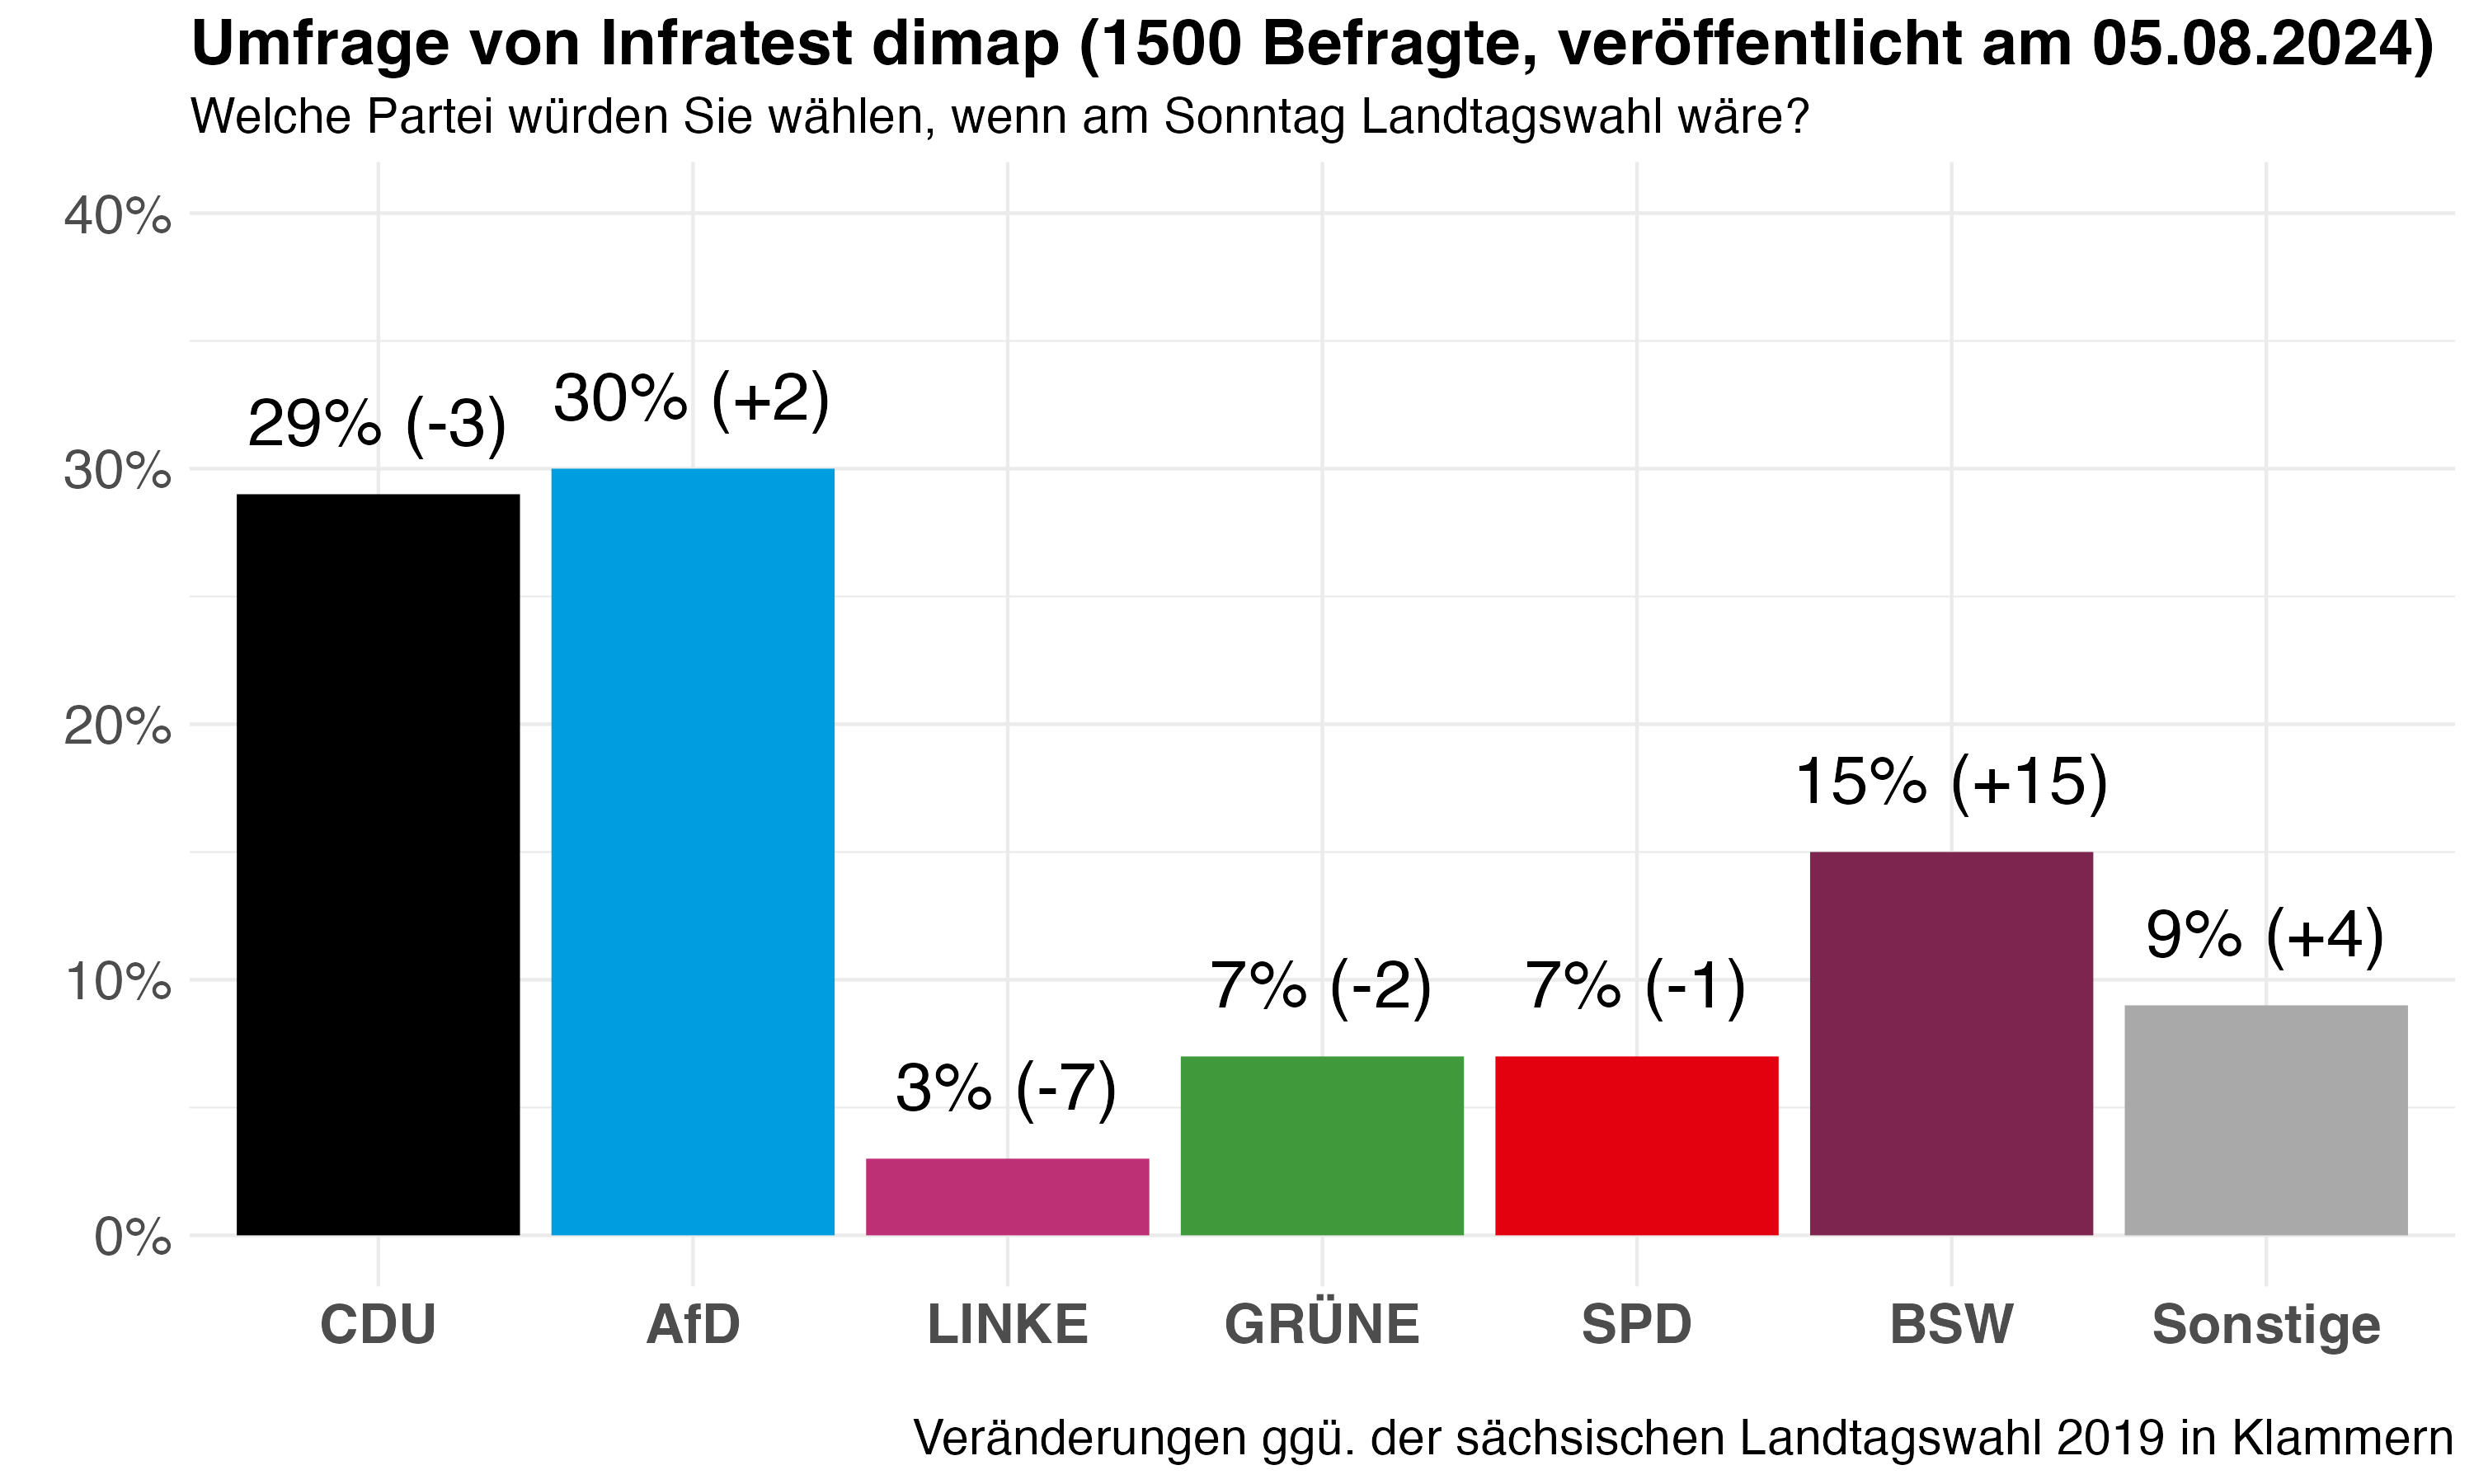 Umfrage von Infratest dimap (1500 Befragte, veröffentlicht am 05.08.2024)
Welche Partei würden Sie wählen, wenn am Sonntag Landtagswahl wäre?
40%
30%
20%
10%
0%
29% (-3)
30% (+2)
3% (-7)
7% (-2)
7% (-1)
15% (+15)
9% (+4)
CDU
AfD
LINKE
GRÜNE
SPD
BSW
Sonstige
Veränderungen ggü. der sächsischen Landtagswahl 2019 in Klammern